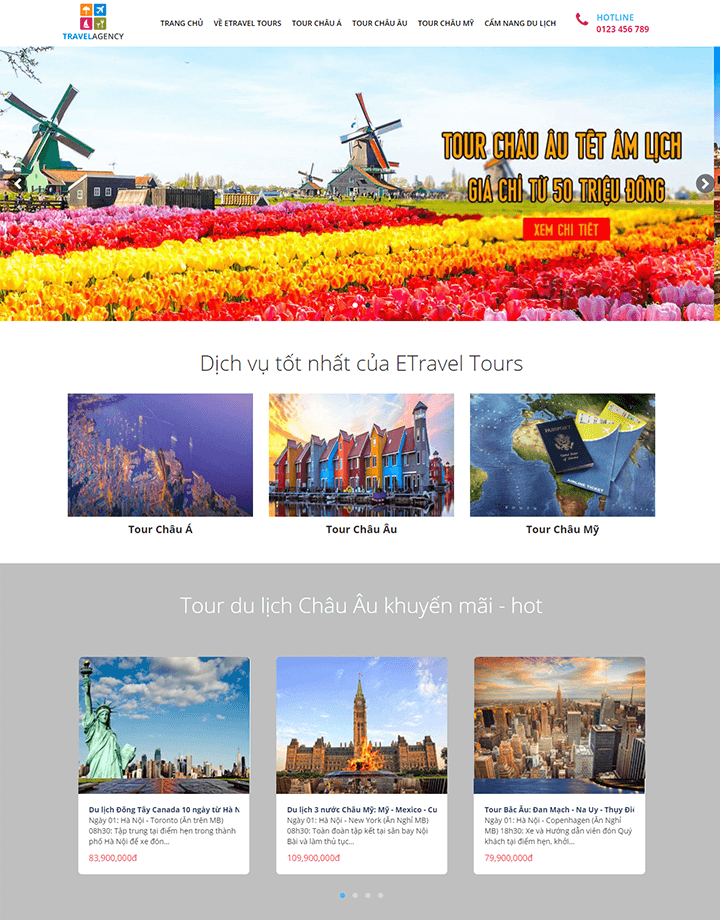 TRAVELAGENCY
TRANG CHỦ
VỀ ETRAVEL TOURS
TOUR CHÂU Á
TOUR CHÂU ÂU
TOUR CHÂU MỸ
CẨM NANG DU LỊCH
HOTLINE
0123 456 789
TOUR CHÂU ÂU TẾT ÂM LỊCH
GIÁ CHỈ TỪ 50 TRIỆU ĐỒNG
XEM CHI TIẾT
Dịch vụ tốt nhất của ETravel Tours
PASSPORT
AIRLINE TICKET
Tour Châu Á
Tour Châu Âu
Tour Châu Mỹ
Tour du lịch Châu Âu khuyến mãi - hot
Du lịch Đông Tây Canada 10 ngày từ Hà N
Ngày 01: Hà Nội - Toronto (Ăn trên MB)
08h30: Tập trung tại điểm hẹn trong thành
phố Hà Nội để xe đón...
83,900,000đ
Du lịch 3 nước Châu Mỹ: Mỹ - Mexico - Cu
Ngày 01: Hà Nội - New York (Ăn Nghỉ MB)
08h30: Toàn đoàn tập kết tại sân bay Nội
Bài và làm thủ tục...
109,900,000đ
Tour Bắc Âu: Đan Mạch - Na Uy - Thụy Điể
Ngày 01: Hà Nội - Copenhagen (Ăn Nghỉ
MB) 18h30: Xe và Hướng dẫn viên đón Quý
khách tại điểm hẹn, khởi...
79,900,000đ